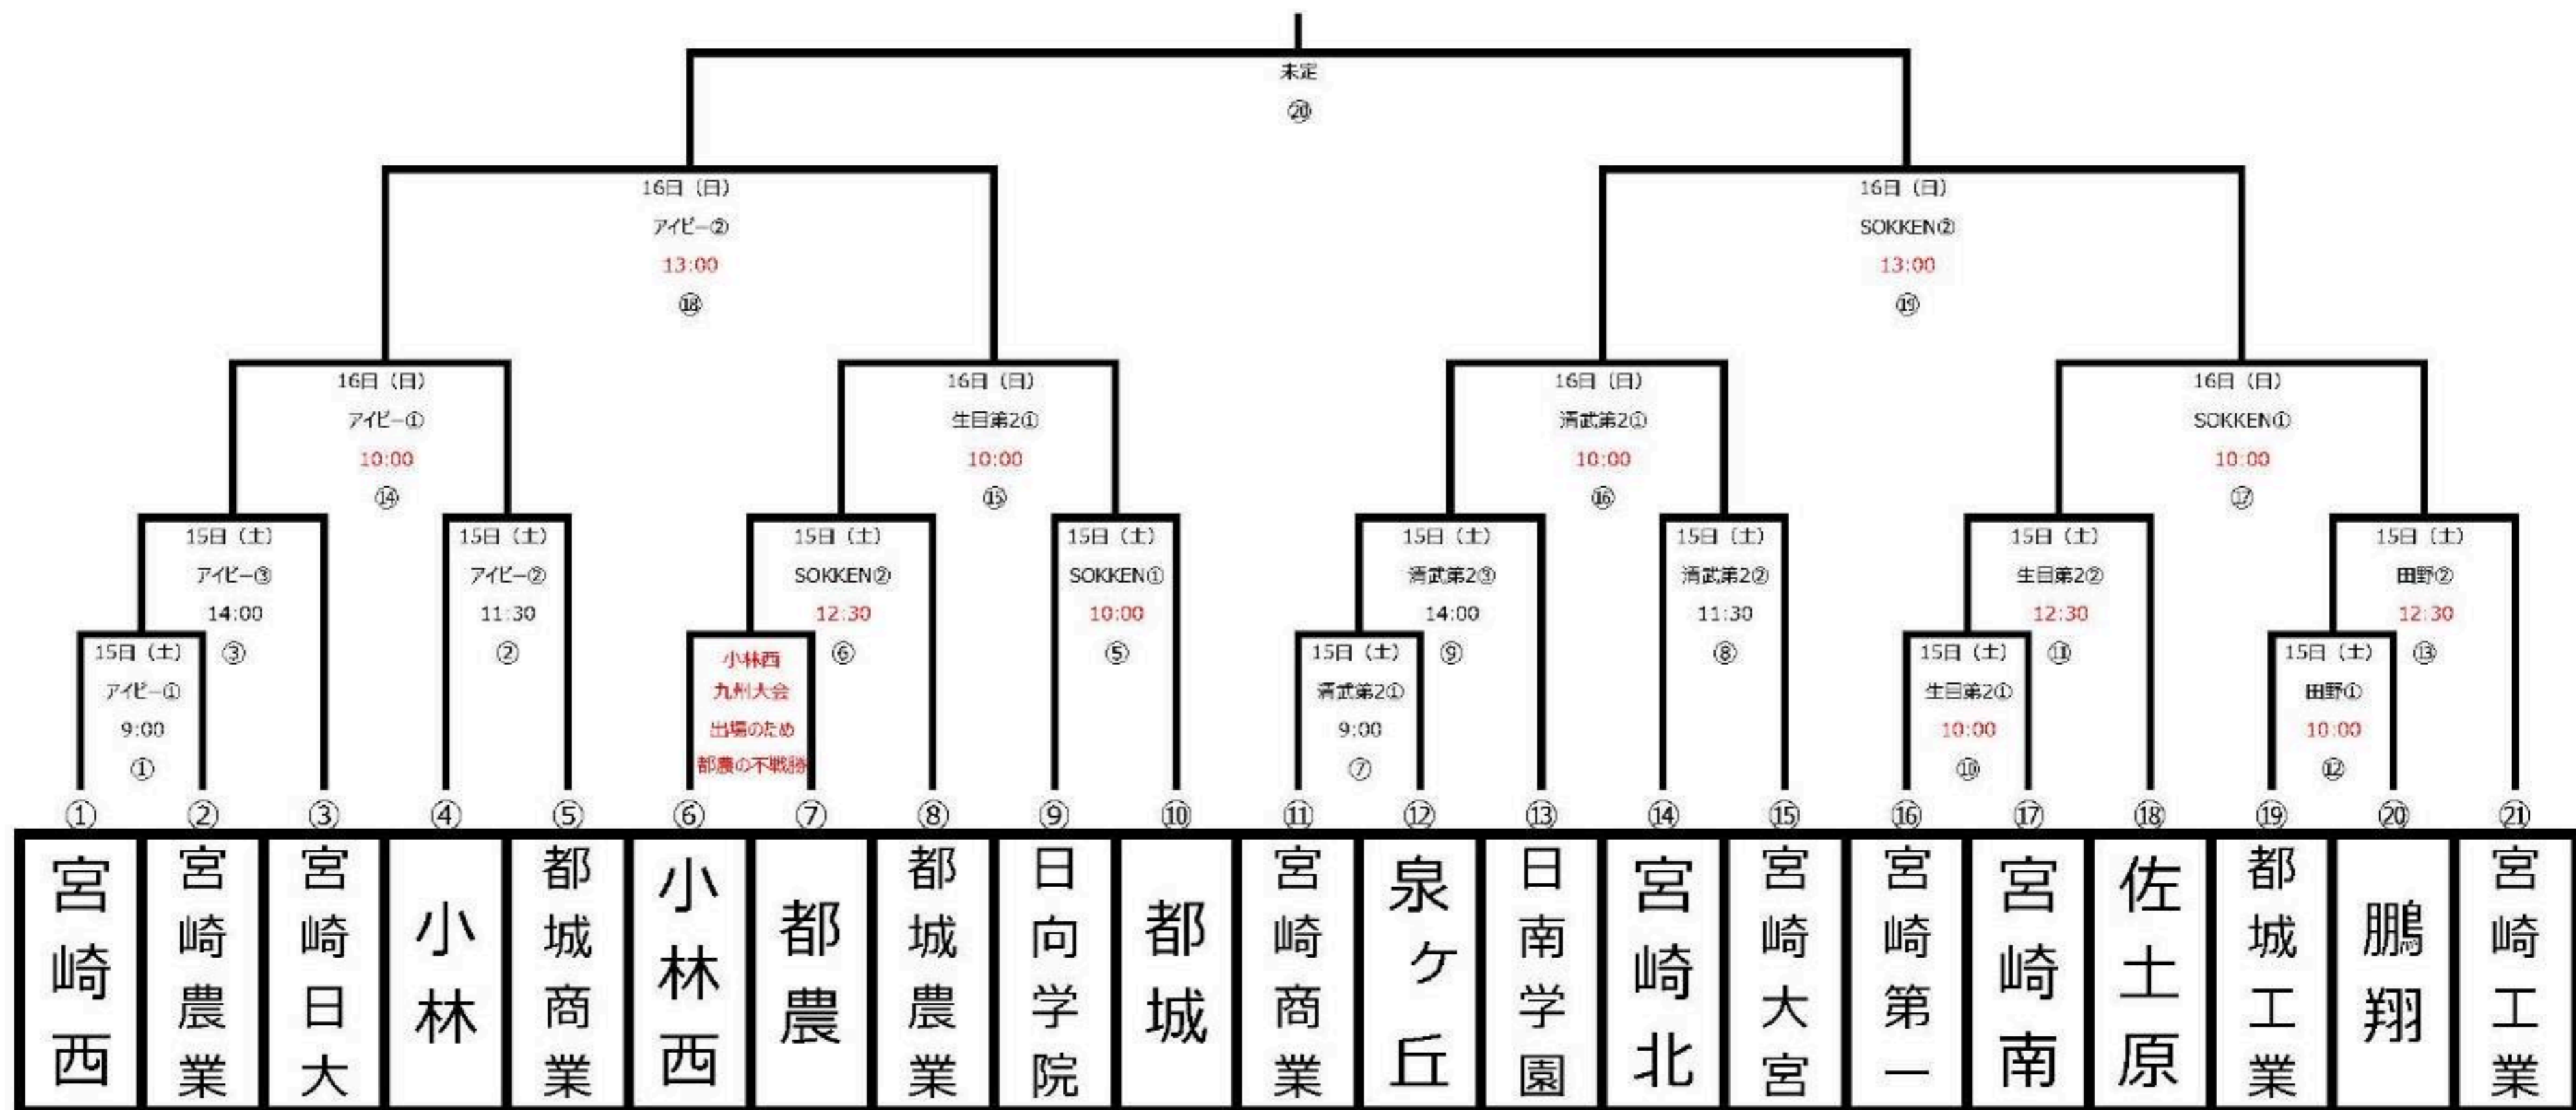 未定
⑳
16日（日）
アイビー②
13:00
⑱
16日（日）
SOKKEN②
13:00
⑲
16日（日）
アイビー①
10:00
⑭
16日（日）
生目第2①
10:00
⑮
16日（日）
清武第2①
10:00
⑯
16日（日）
SOKKEN①
10:00
⑰
15日（土）
アイビー③
14:00
③
15日（土）
アイビー②
11:30
②
15日（土）
SOKKEN②
12:30
⑥
15日（土）
SOKKEN①
10:00
⑤
15日（土）
清武第2③
14:00
⑨
15日（土）
清武第2②
11:30
⑧
15日（土）
生目第2②
12:30
⑪
15日（土）
田野②
12:30
⑬
15日（土）
アイビー①
9:00
①
小林西
九州大会
出場のため
都農の不戦勝
15日（土）
清武第2①
9:00
⑦
15日（土）
生目第2①
10:00
⑩
15日（土）
田野①
10:00
⑫
① ② ③ ④ ⑤ ⑥ ⑦ ⑧ ⑨ ⑩ ⑪ ⑫ ⑬ ⑭ ⑮ ⑯ ⑰ ⑱ ⑲ ⑳ ㉑
宮崎西
宮崎農業
宮崎日大
小林
都城商業
小林西
都農
都城農業
日向学院
都城
宮崎商業
泉ヶ丘
日南学園
宮崎北
宮崎大宮
宮崎第一
宮崎南
佐土原
都城工業
鵬翔
宮崎工業